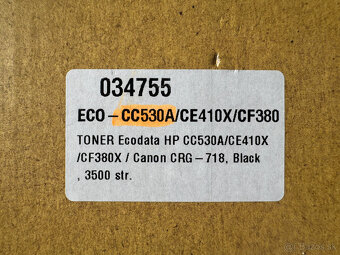 034755
ECO-CC530A/CE410X/CF380
TONER Ecodata HP CC530A/CE410X
/CF380X / Canon CRG-718, Black
, 3500 str.